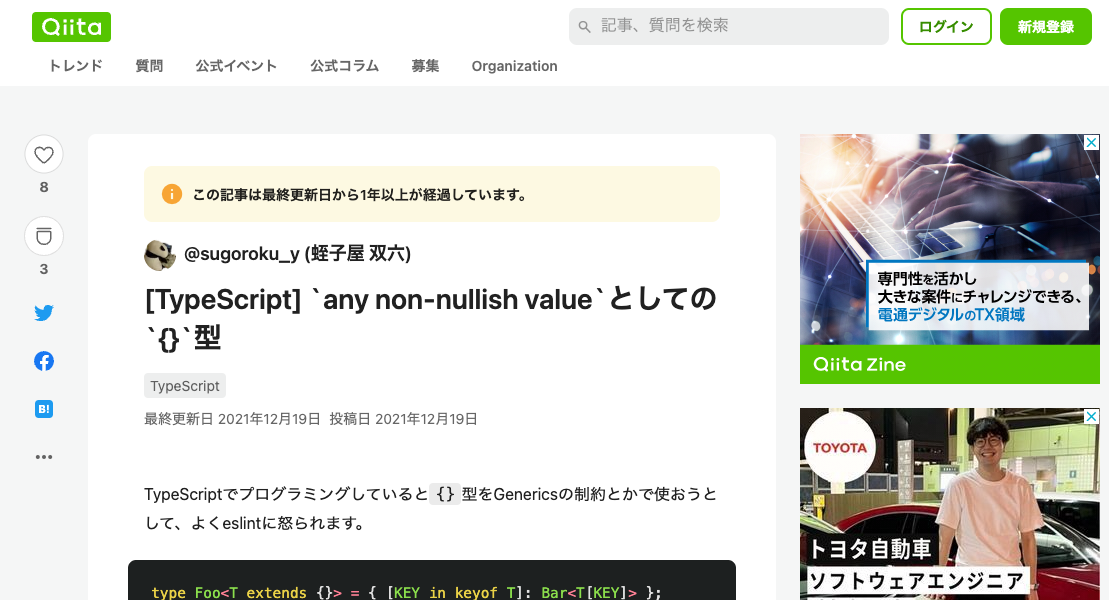 Qiita
記事、質問を検索
ログイン
新規登録
トレンド
質問
公式イベント
公式コラム
募集
Organization
8
3
B!
この記事は最終更新日から1年以上が経過しています。
@sugoroku_y (蛭子屋 双六)
[TypeScript] `any non-nullish value`としての
`{}`型
TypeScript
最終更新日 2021年12月19日 投稿日 2021年12月19日
TypeScriptでプログラミングしていると{}型をGenericsの制約とかで使おうと
して、よくeslintに怒られます。
type Foo<T extends {}> = { [KEY in keyof T]: Bar<T[KEY]> };
専門性を活かし
大きな案件にチャレンジできる、
電通デジタルのTX領域
Qiita Zine
TOYOTA
トヨタ自動車
ソフトウェアエンジニア